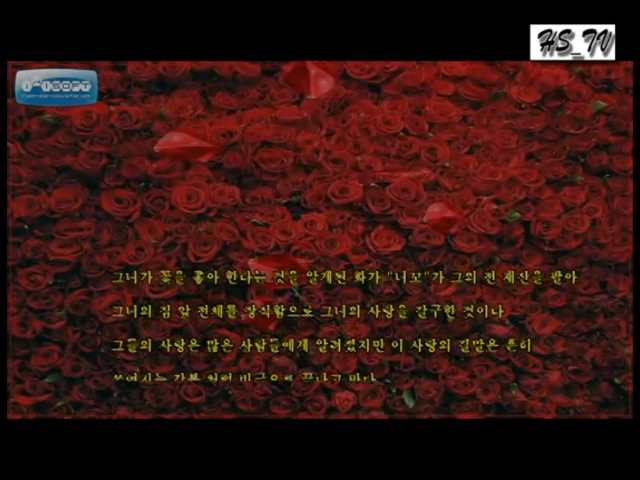 HS_TV
isoft
그녀가 꽃을 좋아 한다는 것을 알게된 화가 "니꼬"가 그의 전 재산을 팔아
그녀의 집 앞 전체를 장식함으로 그녀의 사랑을 갈구한 것이다
그들의 사랑은 많은 사람들에게 알려졌지만 이 사랑의 결말은 흔히